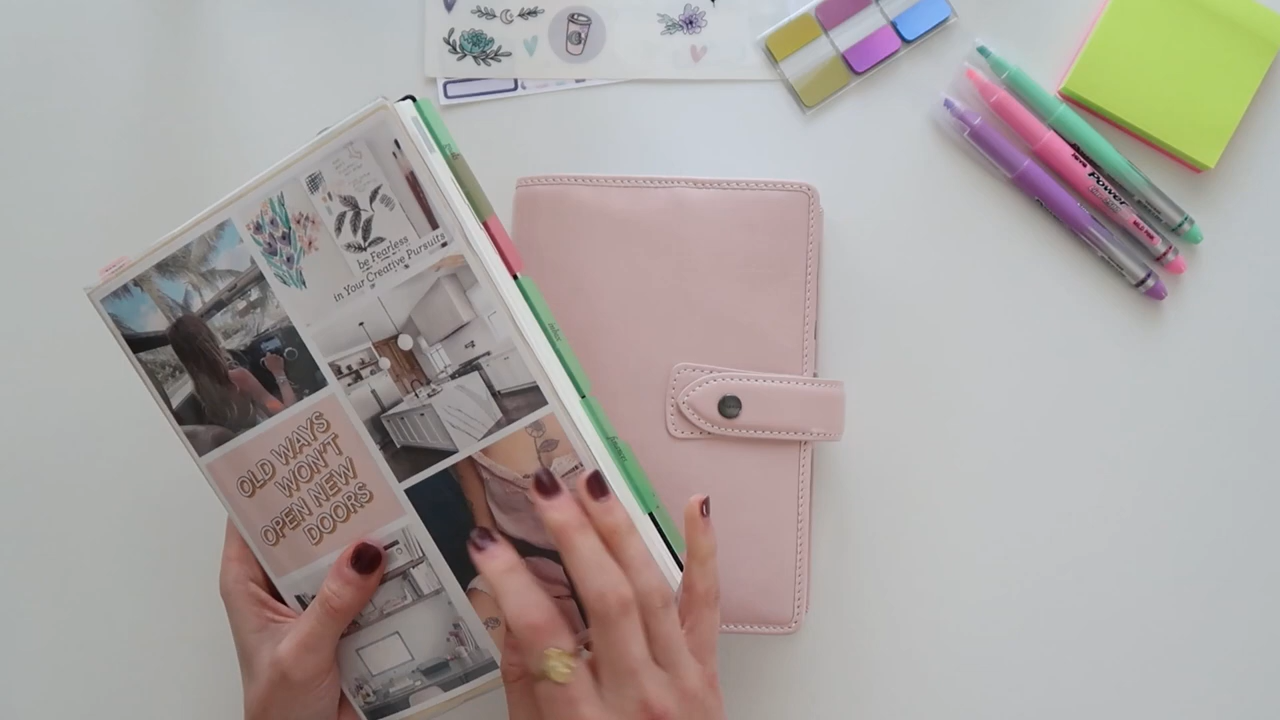 be Fearless
in Your Creative Pursuits
OLD WAYS
WON'T
OPEN NEW
DOORS
Power